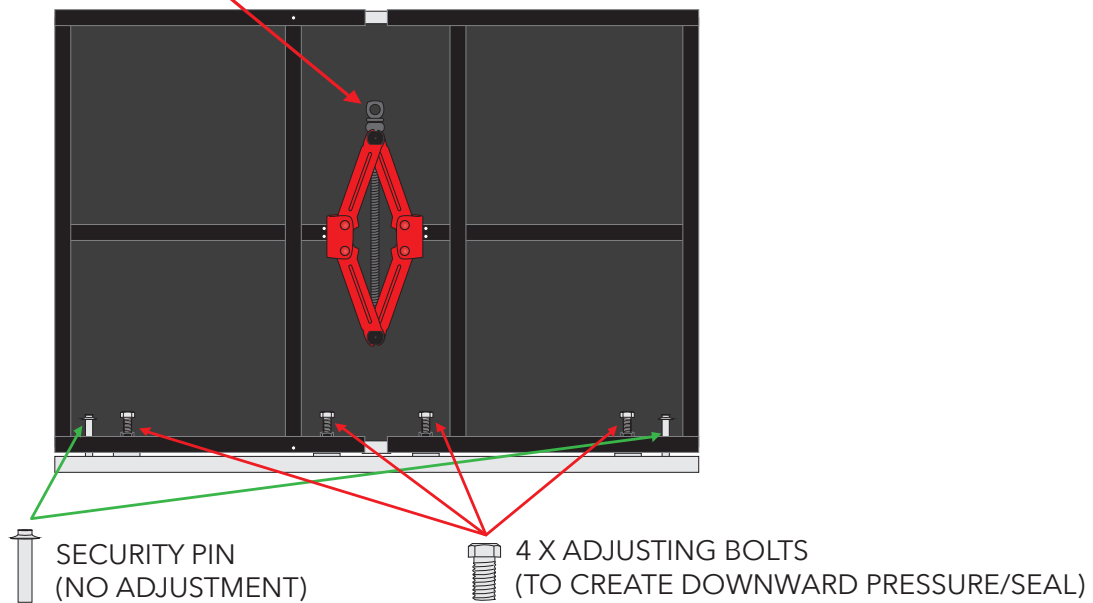 SECURITY PIN
(NO ADJUSTMENT)
4 X ADJUSTING BOLTS
(TO CREATE DOWNWARD PRESSURE/SEAL)